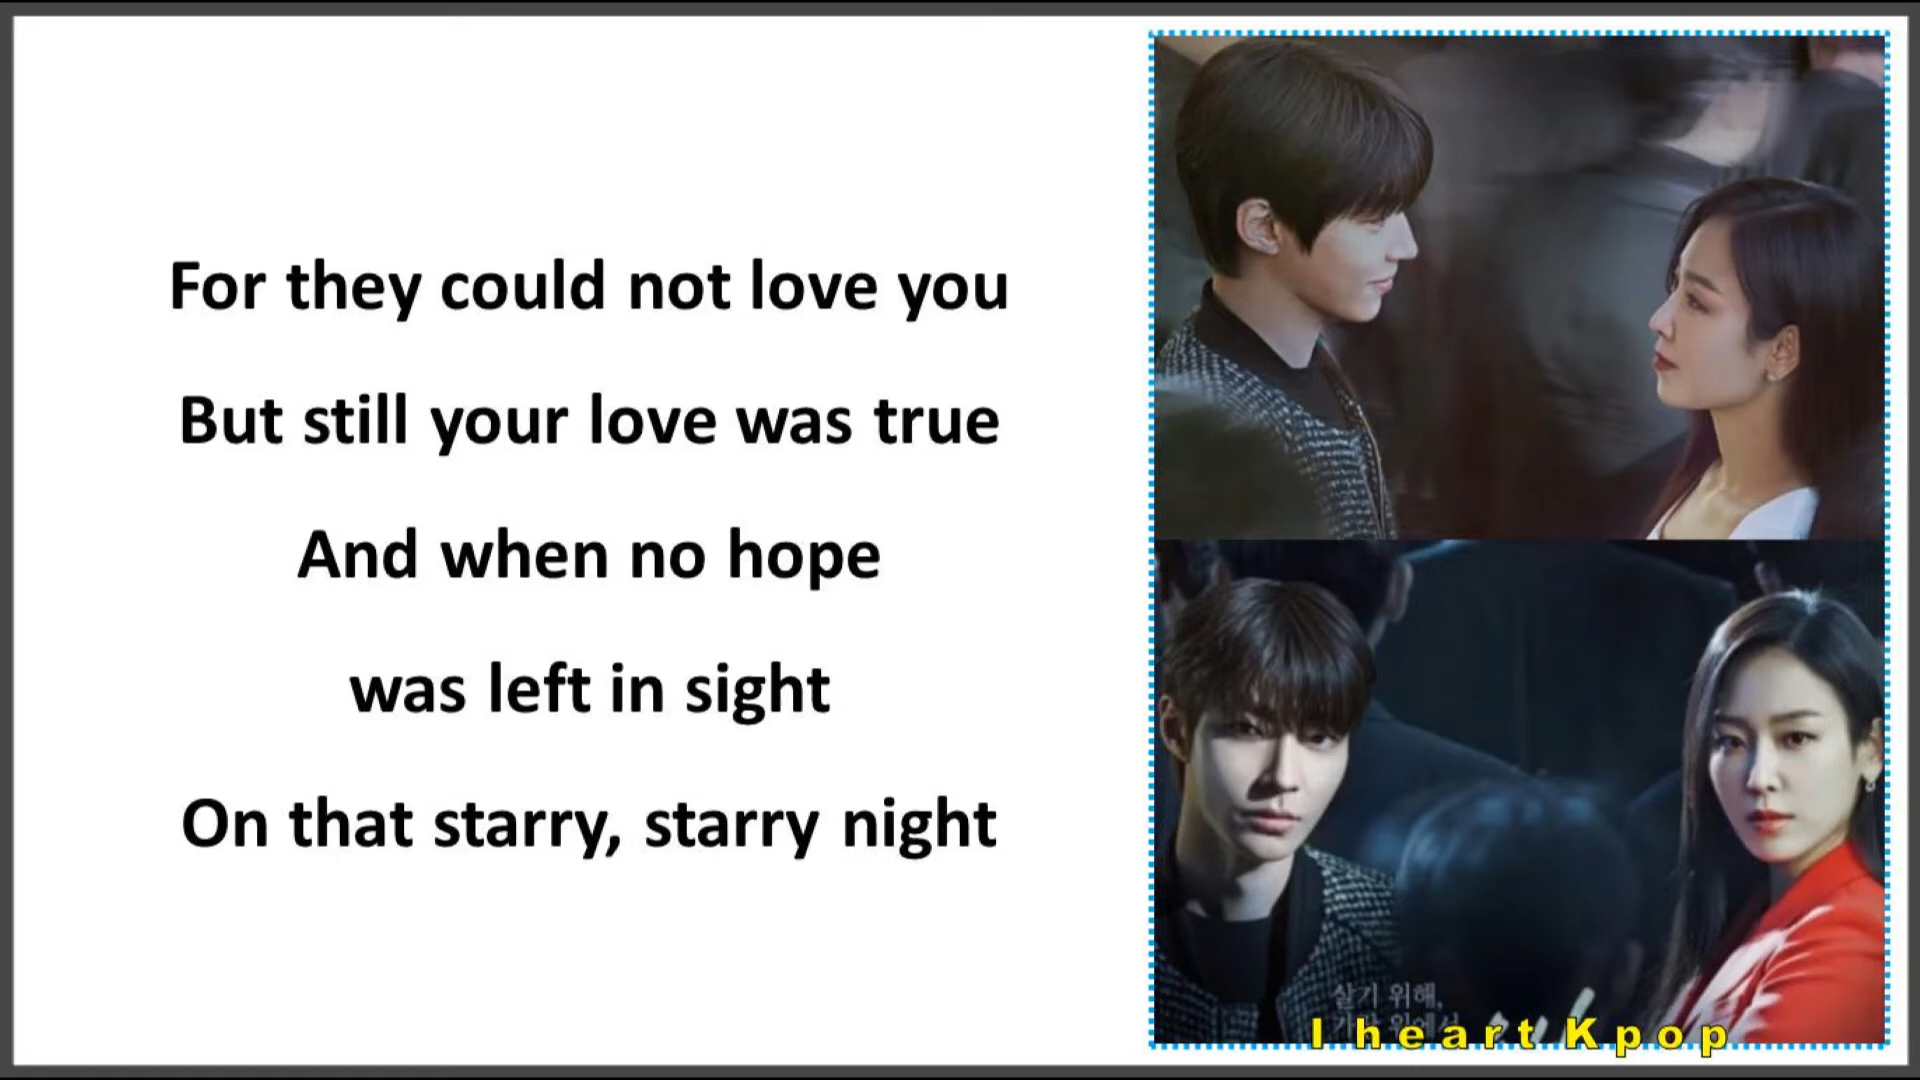 For they could not love you
But still your love was true
And when no hope
was left in sight
On that starry, starry night
살기 위해,
I heart Kpop